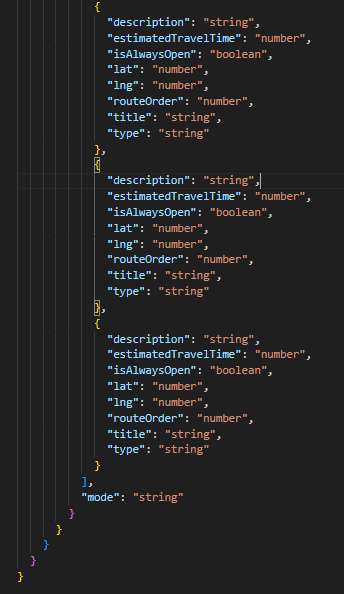 {
"description": "string",
"estimatedTravelTime": "number",
"isAlwaysOpen": "boolean",
"lat": "number",
"lng": "number",
"routeOrder": "number",
"title": "string",
"type": "string"
},
{
"description": "string",
"estimatedTravelTime": "number",
"isAlwaysOpen": "boolean",
"lat": "number",
"lng": "number",
"routeOrder": "number",
"title": "string",
"type": "string"
},
{
"description": "string",
"estimatedTravelTime": "number",
"isAlwaysOpen": "boolean",
"lat": "number",
"lng": "number",
"routeOrder": "number",
"title": "string",
"type": "string"
}
],
"mode": "string"
}
}
}
}
}